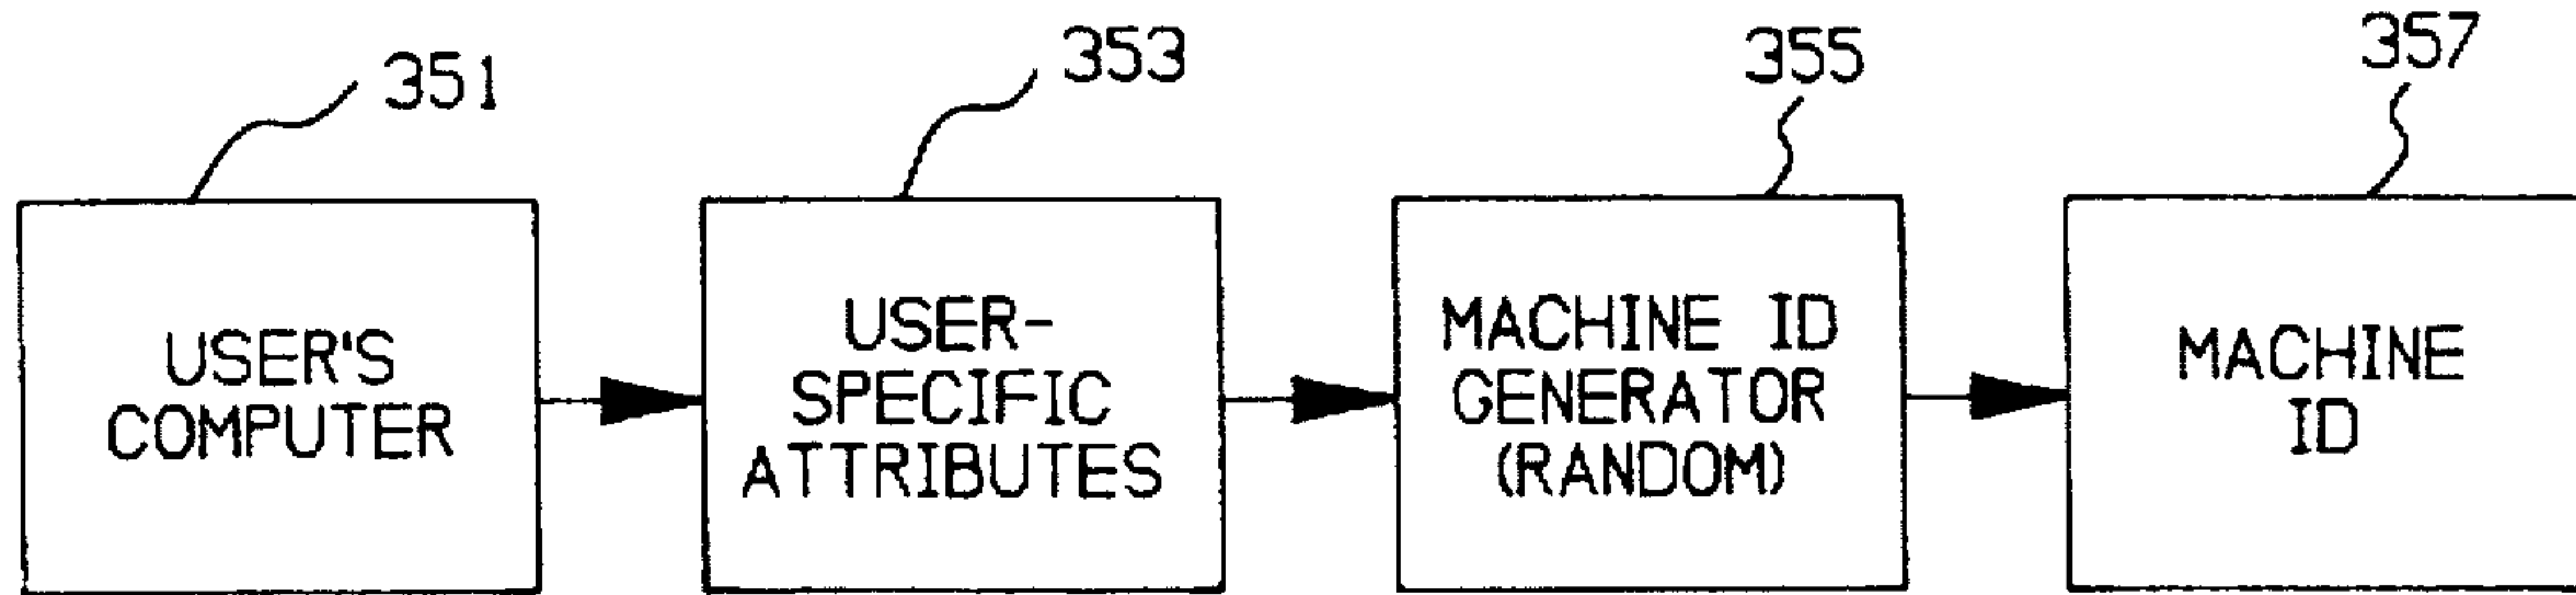 351
353
355
357
USER'S
COMPUTER
USER-
SPECIFIC
ATTRIBUTES
MACHINE ID
GENERATOR
(RANDOM)
MACHINE
ID